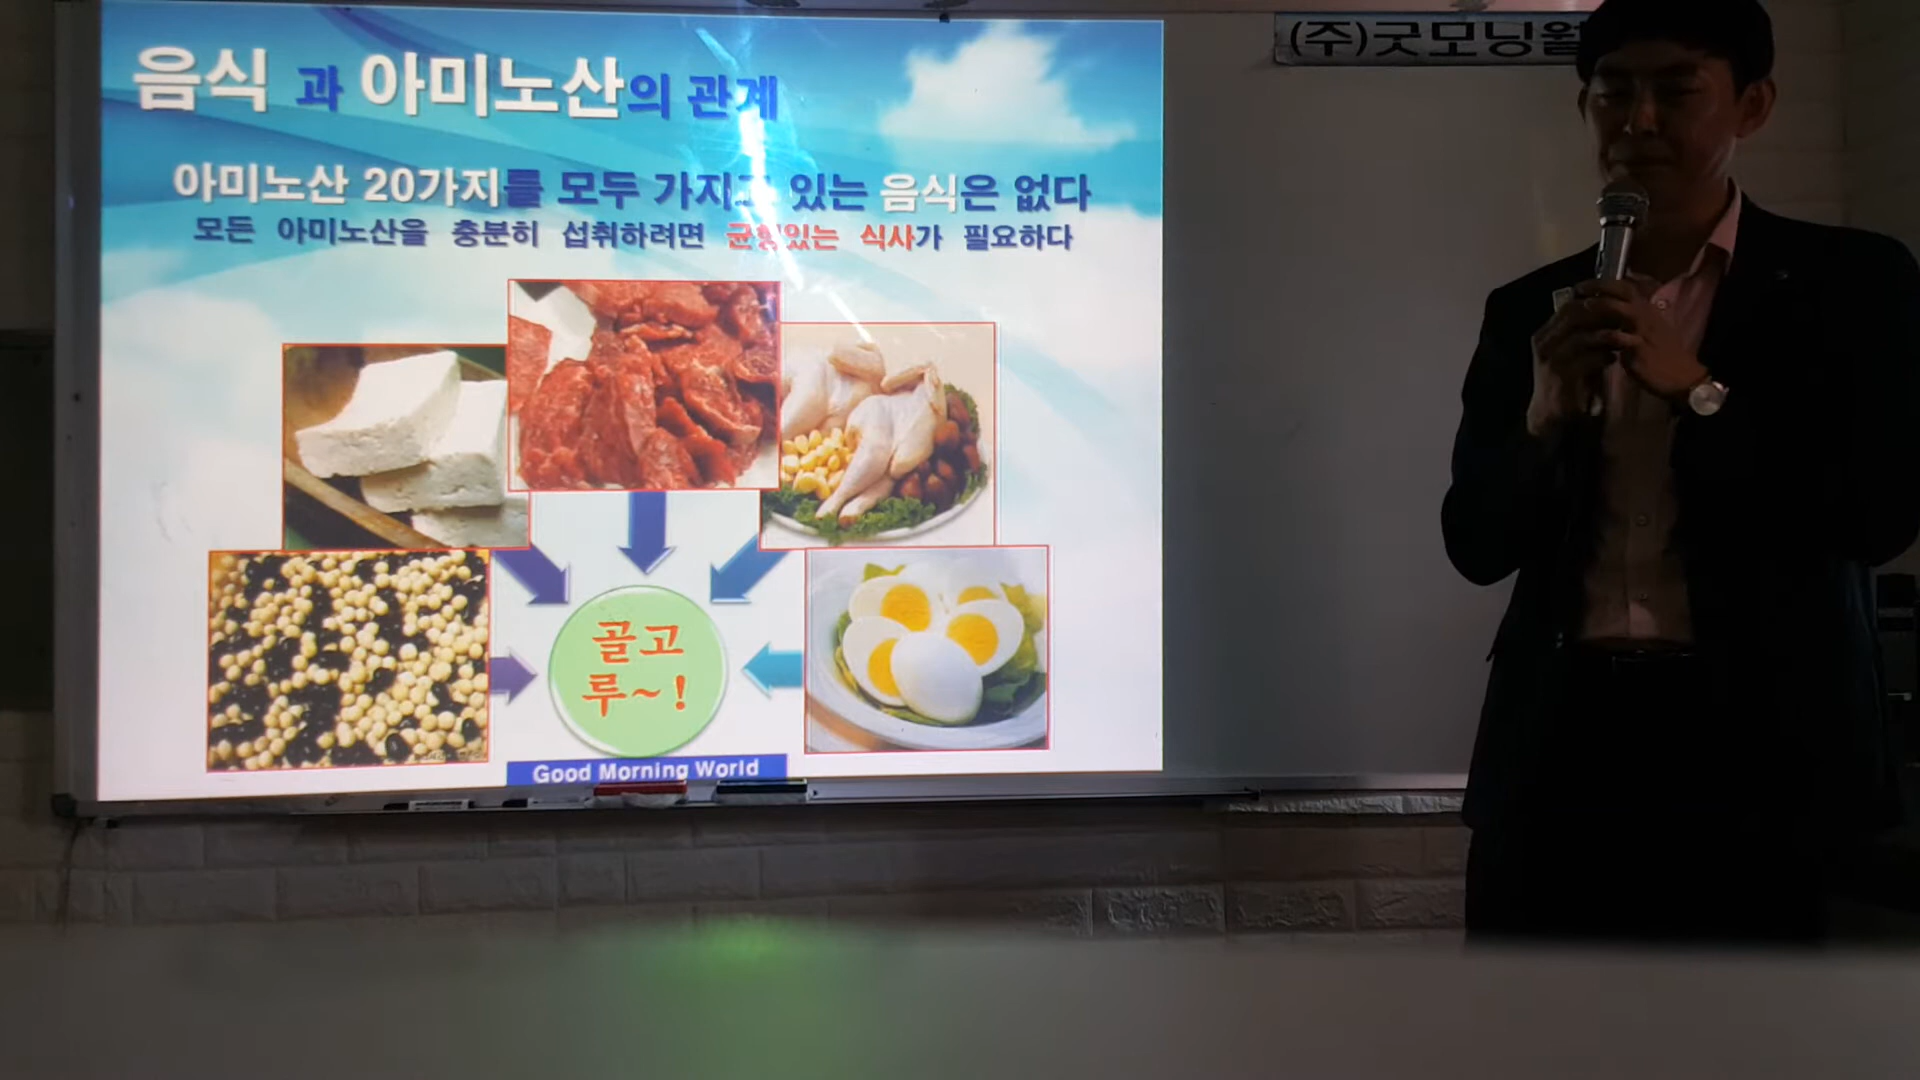 (주)굿모닝월
음식 과 아미노산의 관계
아미노산 20가지를 모두 가지고 있는 음식은 없다
모든 아미노산을 충분히 섭취하려면 균형있는 식사가 필요하다
골고
루~!
Good Morning World